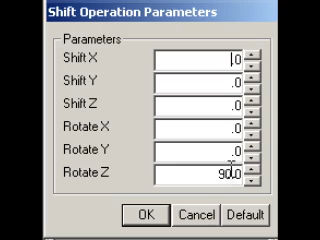 Shift Operation Parameters
Parameters
Shift X .0
Shift Y .0
Shift Z .0
Rotate X .0
Rotate Y .0
Rotate Z 90.0
OK Cancel Default